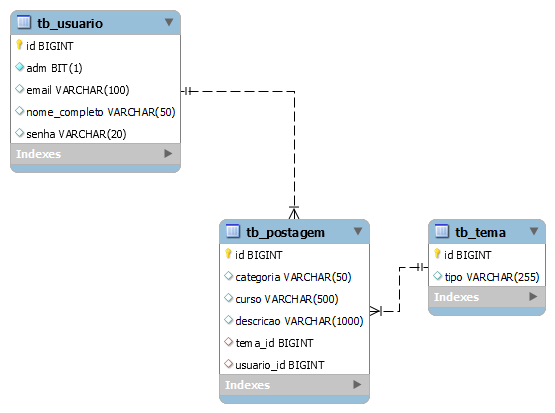 tb_usuario
id BIGINT
adm BIT(1)
email VARCHAR(100)
nome_completo VARCHAR(50)
senha VARCHAR(20)
Indexes
tb_postagem
id BIGINT
categoria VARCHAR(50)
curso VARCHAR(500)
descricao VARCHAR(1000)
tema_id BIGINT
usuario_id BIGINT
Indexes
tb_tema
id BIGINT
tipo VARCHAR(255)
Indexes